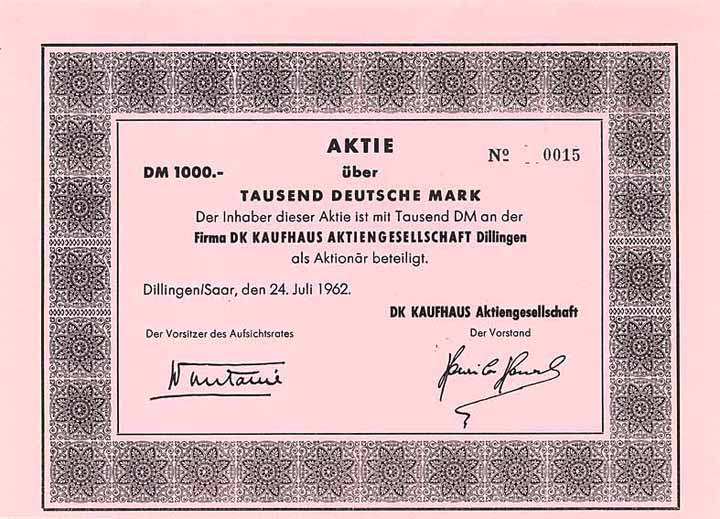 AKTIE
Nº 0015
DM 1000.-
über
TAUSEND DEUTSCHE MARK
Der Inhaber dieser Aktie ist mit Tausend DM an der
Firma DK KAUFHAUS AKTIENGESELLSCHAFT Dillingen
als Aktionär beteiligt.
Dillingen/Saar, den 24. Juli 1962.
DK KAUFHAUS Aktiengesellschaft
Der Vorsitzer des Aufsichtsrates
Der Vorstand